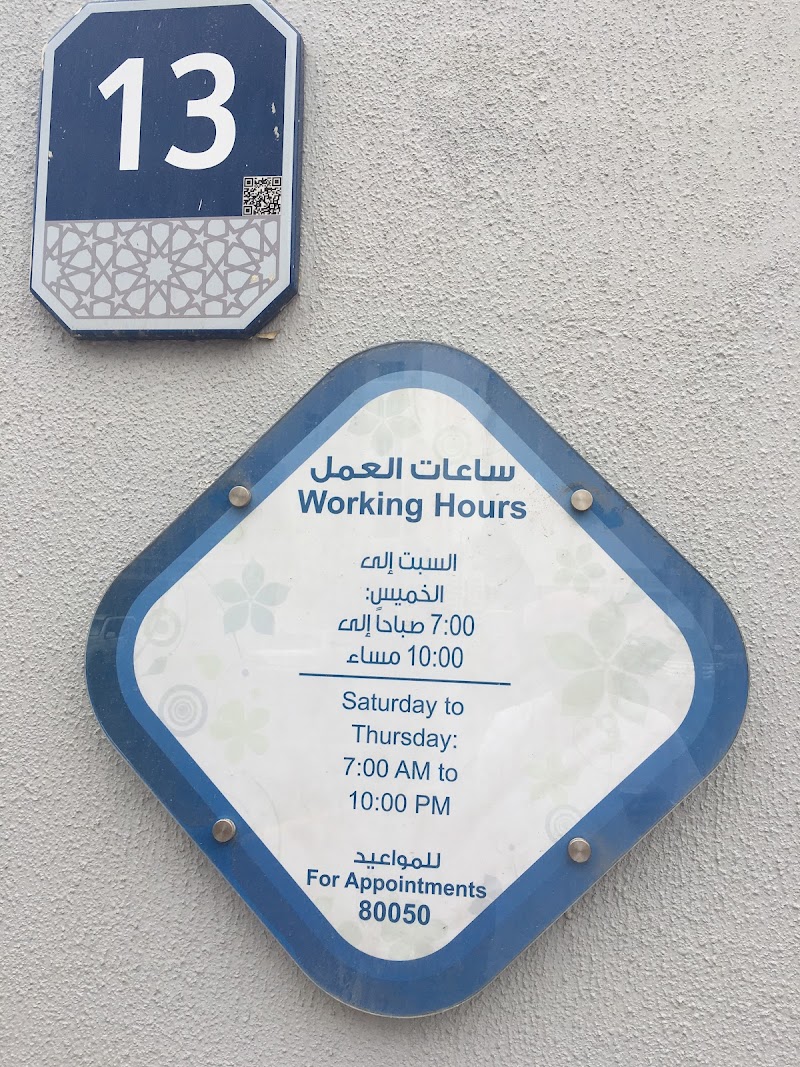 13
ساعات العمل
Working Hours
السبت إلى
الخميس:
7:00 صباحاً إلى
10:00 مساء
Saturday to
Thursday:
7:00 AM to
10:00 PM
للمواعيد
For Appointments
80050